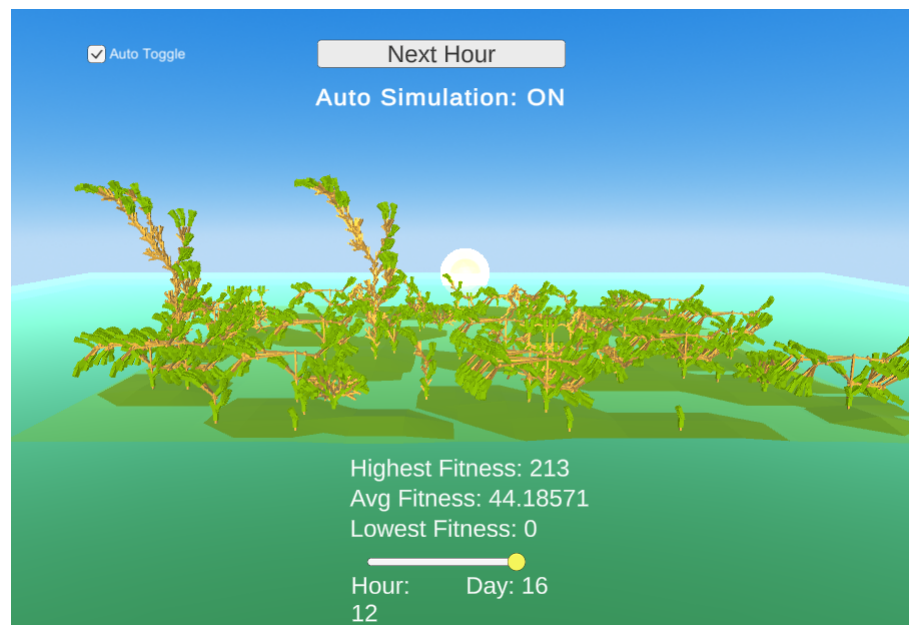 Auto Toggle
Next Hour
Auto Simulation: ON
Highest Fitness: 213
Avg Fitness: 44.18571
Lowest Fitness: 0
Hour: Day: 16
12